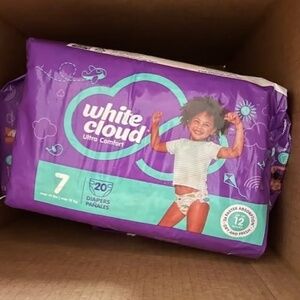 white
cloud
Ultra Comfort
7
20
DIAPERS
PAÑALES
12